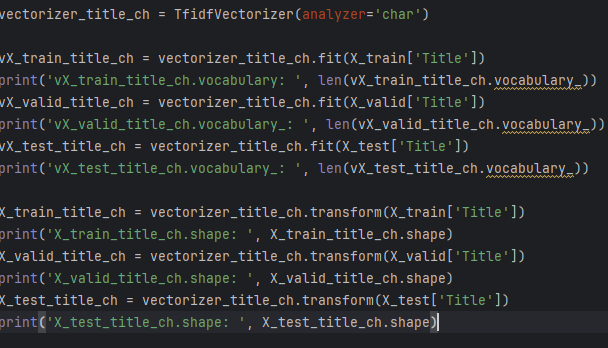 vectorizer_title_ch = TfidfVectorizer(analyzer='char')
vX_train_title_ch = vectorizer_title_ch.fit(X_train['Title'])
print('vX_train_title_ch.vocabulary: ', len(vX_train_title_ch.vocabulary_))
vX_valid_title_ch = vectorizer_title_ch.fit(X_valid['Title'])
print('vX_valid_title_ch.vocabulary_: ', len(vX_valid_title_ch.vocabulary_))
vX_test_title_ch = vectorizer_title_ch.fit(X_test['Title'])
print('vX_test_title_ch.vocabulary_: ', len(vX_test_title_ch.vocabulary_))
X_train_title_ch = vectorizer_title_ch.transform(X_train['Title'])
print('X_train_title_ch.shape: ', X_train_title_ch.shape)
X_valid_title_ch = vectorizer_title_ch.transform(X_valid['Title'])
print('X_valid_title_ch.shape: ', X_valid_title_ch.shape)
X_test_title_ch = vectorizer_title_ch.transform(X_test['Title'])
print('X_test_title_ch.shape: ', X_test_title_ch.shape)